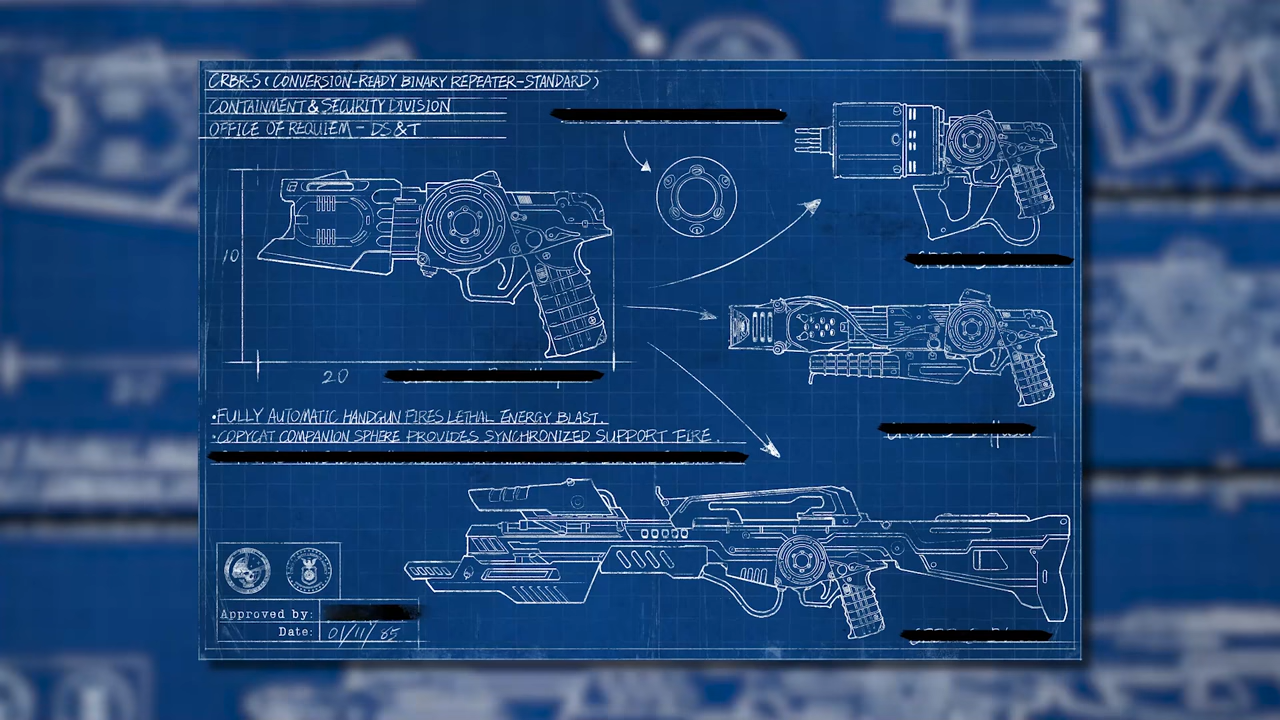 CRBR-S (CONVERSION-READY BINARY REPEATER-STANDARD)
CONTAINMENT & SECURITY DIVISION
OFFICE OF REQUIEM - DS&T
10
20
•FULLY AUTOMATIC HANDGUN FIRES LETHAL ENERGY BLAST.
•COPYCAT COMPANION SPHERE PROVIDES SYNCHRONIZED SUPPORT FIRE.
Approved by:
Date: 01/11/85